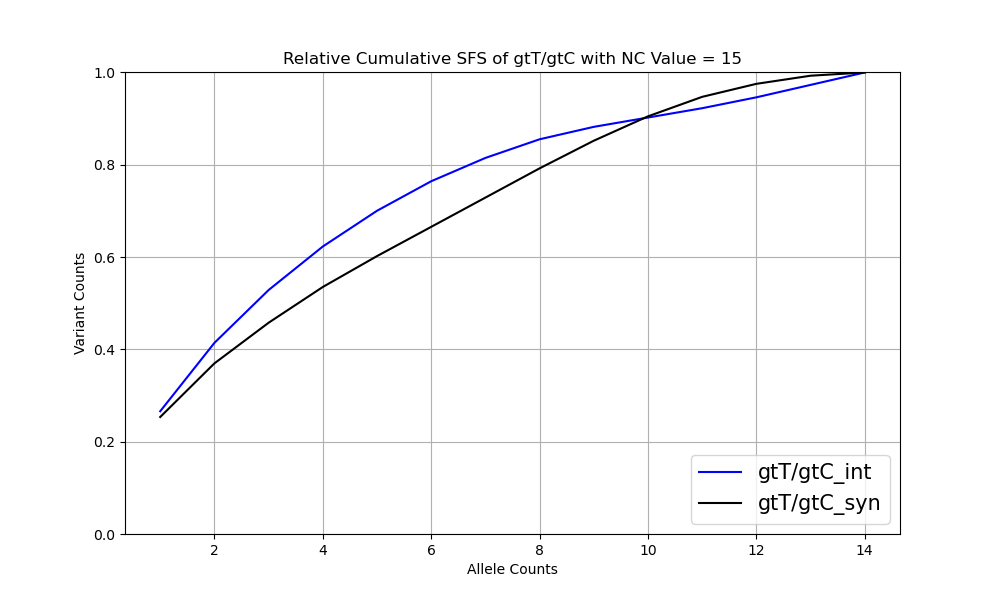 Relative Cumulative SFS of gtT/gtC with NC Value = 15
1.0
0.8
0.6
0.4
0.2
0.0
Variant Counts
2 4 6 8 10 12 14
Allele Counts
gtT/gtC_int
gtT/gtC_syn